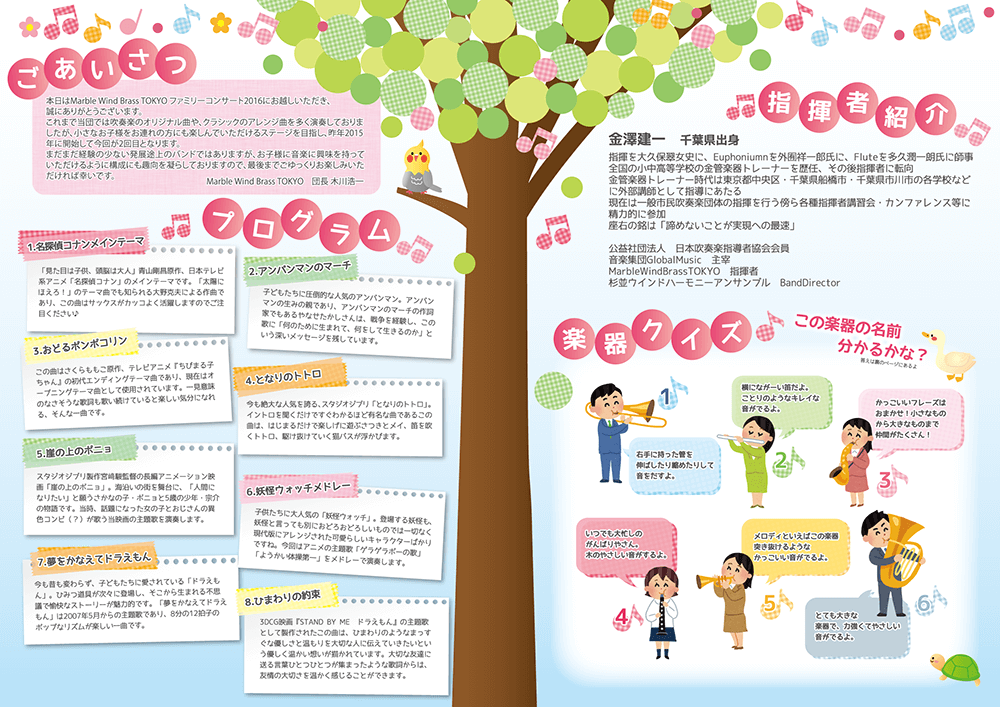 ごあいさつ
本日はMarble Wind Brass TOKYO ファミリーコンサート2016にお越しいただき、
誠にありがとうございます。
これまで当団では吹奏楽のオリジナル曲や、クラシックのアレンジ曲を多く演奏しておりま
したが、小さなお子様をお連れの方にも楽しんでいただけるステージを目指し、昨年2015
年に開始して今回が2回目となります。
まだまだ経験の少ない発展途上のバンドではありますが、お子様に音楽に興味を持って
いただけるように構成にも趣向を凝らしておりますので、最後までごゆっくりお楽しみいた
だければ幸いです。
Marble Wind Brass TOKYO 団長 木川浩一
プログラム
1.名探偵コナンメインテーマ
「見た目は子供、頭脳は大人」青山剛昌原作、日本テレビ
系アニメ「名探偵コナン」のメインテーマです。「太陽に
ほえろ!」のテーマ曲でも知られる大野克夫による作曲で
あり、この曲はサックスがカッコよく活躍しますのでご注
目ください♪
2.アンパンマンのマーチ
子どもたちに圧倒的な人気のアンパンマン。アンパン
マンの生みの親であり、アンパンマンのマーチの作詞
家でもあるやなせたかしさんは、戦争を経験し、この
歌に「何のために生まれて、何をして生きるのか」と
いう深いメッセージを残しています。
3.おどるポンポコリン
この曲はさくらももこ原作、テレビアニメ『ちびまる子
ちゃん』の初代エンディングテーマ曲であり、現在はオ
ープニングテーマ曲として使用されています。一見意味
のなさそうな歌詞も歌い続けていると楽しい気分になれ
る、そんな一曲です。
4.となりのトトロ
今も絶大な人気を誇る、スタジオジブリ「となりのトトロ」。
イントロを聞くだけですぐわかるほど有名な曲であるこの
曲は、はじまるだけで楽しげに遊ぶさつきとメイ、笛を吹
くトトロ、駆け抜けていく猫バスが浮かびます。
5.崖の上のポニョ
スタジオジブリ製作宮崎駿監督の長編アニメーション映
画「崖の上のポニョ」。海沿いの街を舞台に、「人間に
なりたい」と願うさかなの子・ポニョと5歳の少年・宗介
の物語です。当時、話題になった女の子とおじさんの異
色コンビ(?)が歌う当映画の主題歌を演奏します。
6.妖怪ウォッチメドレー
子供たちに大人気の「妖怪ウォッチ」。登場する妖怪も、
妖怪と言っても別におどろおどろしいものでは一切なく
現代版にアレンジされた可愛らしいキャラクターばかり
ですね。今回はアニメの主題歌「ゲラゲラポーの歌」
「ようかい体操第一」をメドレーで演奏します。
7.夢をかなえてドラえもん
今も昔も変わらず、子どもたちに愛されている「ドラえも
ん」。ひみつ道具が次々に登場し、そこから生まれる不思
議で愉快なストーリーが魅力的です。「夢をかなえてドラえ
もん」は2007年5月からの主題歌であり、8分の12拍子の
ポップなリズムが楽しい一曲です。
8.ひまわりの約束
3DCG映画『STAND BY ME ドラえもん』の主題歌
として製作されたこの曲は、ひまわりのようなまっす
ぐな優しさと温もりを大切な人に伝えていきたいとい
う優しく温かい想いが描かれています。大切な友達に
送る言葉ひとつひとつが集まったような歌詞からは、
友情の大切さを温かく感じることができます。
指揮者紹介
金澤建一 千葉県出身
指揮を大久保翠女史に、Euphoniumnを外囿祥一郎氏に、Fluteを多久潤一朗氏に師事
全国の小中高等学校の金管楽器トレーナーを歴任、その後指揮者に転向
金管楽器トレーナー時代は東京都中央区・千葉県船橋市・千葉県市川市の各学校など
に外部講師として指導にあたる
現在は一般市民吹奏楽団体の指揮を行う傍ら各種指揮者講習会・カンファレンス等に
精力的に参加
座右の銘は「諦めないことが実現への最速」
公益社団法人 日本吹奏楽指導者協会会員
音楽集団GlobalMusic 主宰
MarbleWindBrassTOKYO 指揮者
杉並ウインドハーモニーアンサンブル BandDirector
楽器クイズ
この楽器の名前
分かるかな?
答えは裏のページにあるよ
1
右手に持った管を
伸ばしたり縮めたりして
音をだすよ。
横にながーい笛だよ。
ことりのようなキレイな
音がでるよ。
2
かっこいいフレーズは
おまかせ!小さなもの
から大きなものまで
仲間がたくさん!
3
いつでも大忙しの
がんばりやさん。
木のやさしい音がするよ。
4
メロディといえばこの楽器
突き抜けるような
かっこいい音がでるよ。
5
とても大きな
楽器で、力強くてやさしい
音がでるよ。
6